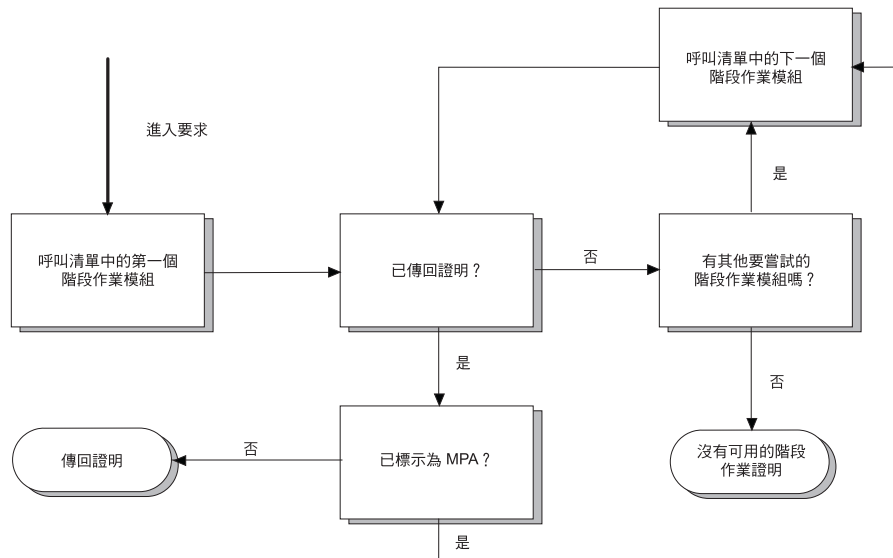 呼叫清單中的下一個
階段作業模組
進入要求
是
呼叫清單中的第一個
階段作業模組
已傳回證明？
否
有其他要嘗試的
階段作業模組嗎？
是
否
傳回證明
否
已標示為 MPA？
沒有可用的階段
作業證明
是